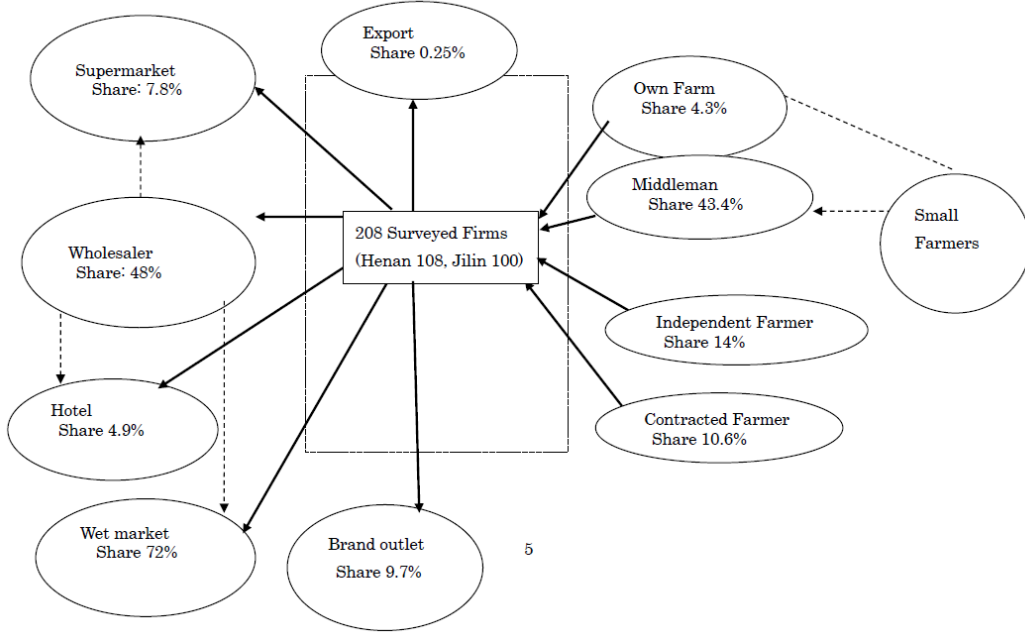 Export
Share 0.25%
Supermarket
Share: 7.8%
Own Farm
Share 4.3%
Middleman
Share 43.4%
Small
Farmers
208 Surveyed Firms
(Henan 108, Jilin 100)
Wholesaler
Share: 48%
Independent Farmer
Share 14%
Hotel
Share 4.9%
Contracted Farmer
Share 10.6%
Wet market
Share 72%
Brand outlet
Share 9.7%
5